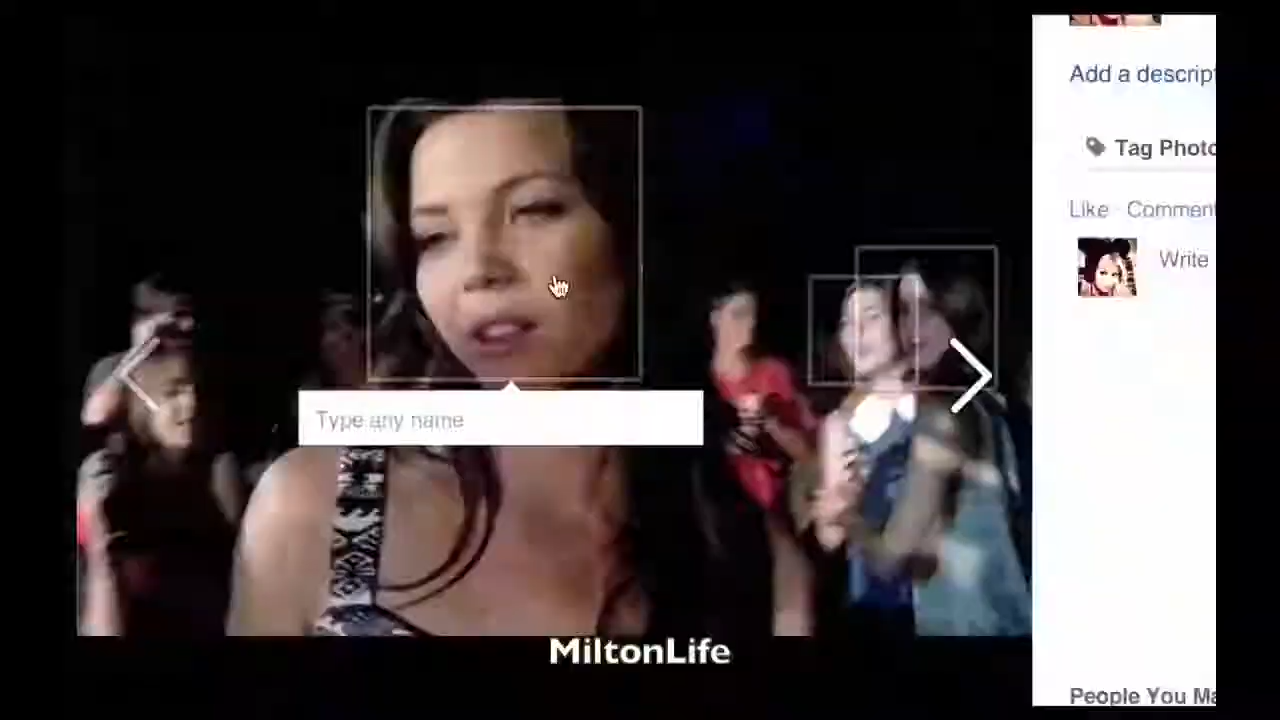 Add a descript
Tag Photo
Like · Comment
Write
Type any name
MiltonLife
People You Ma